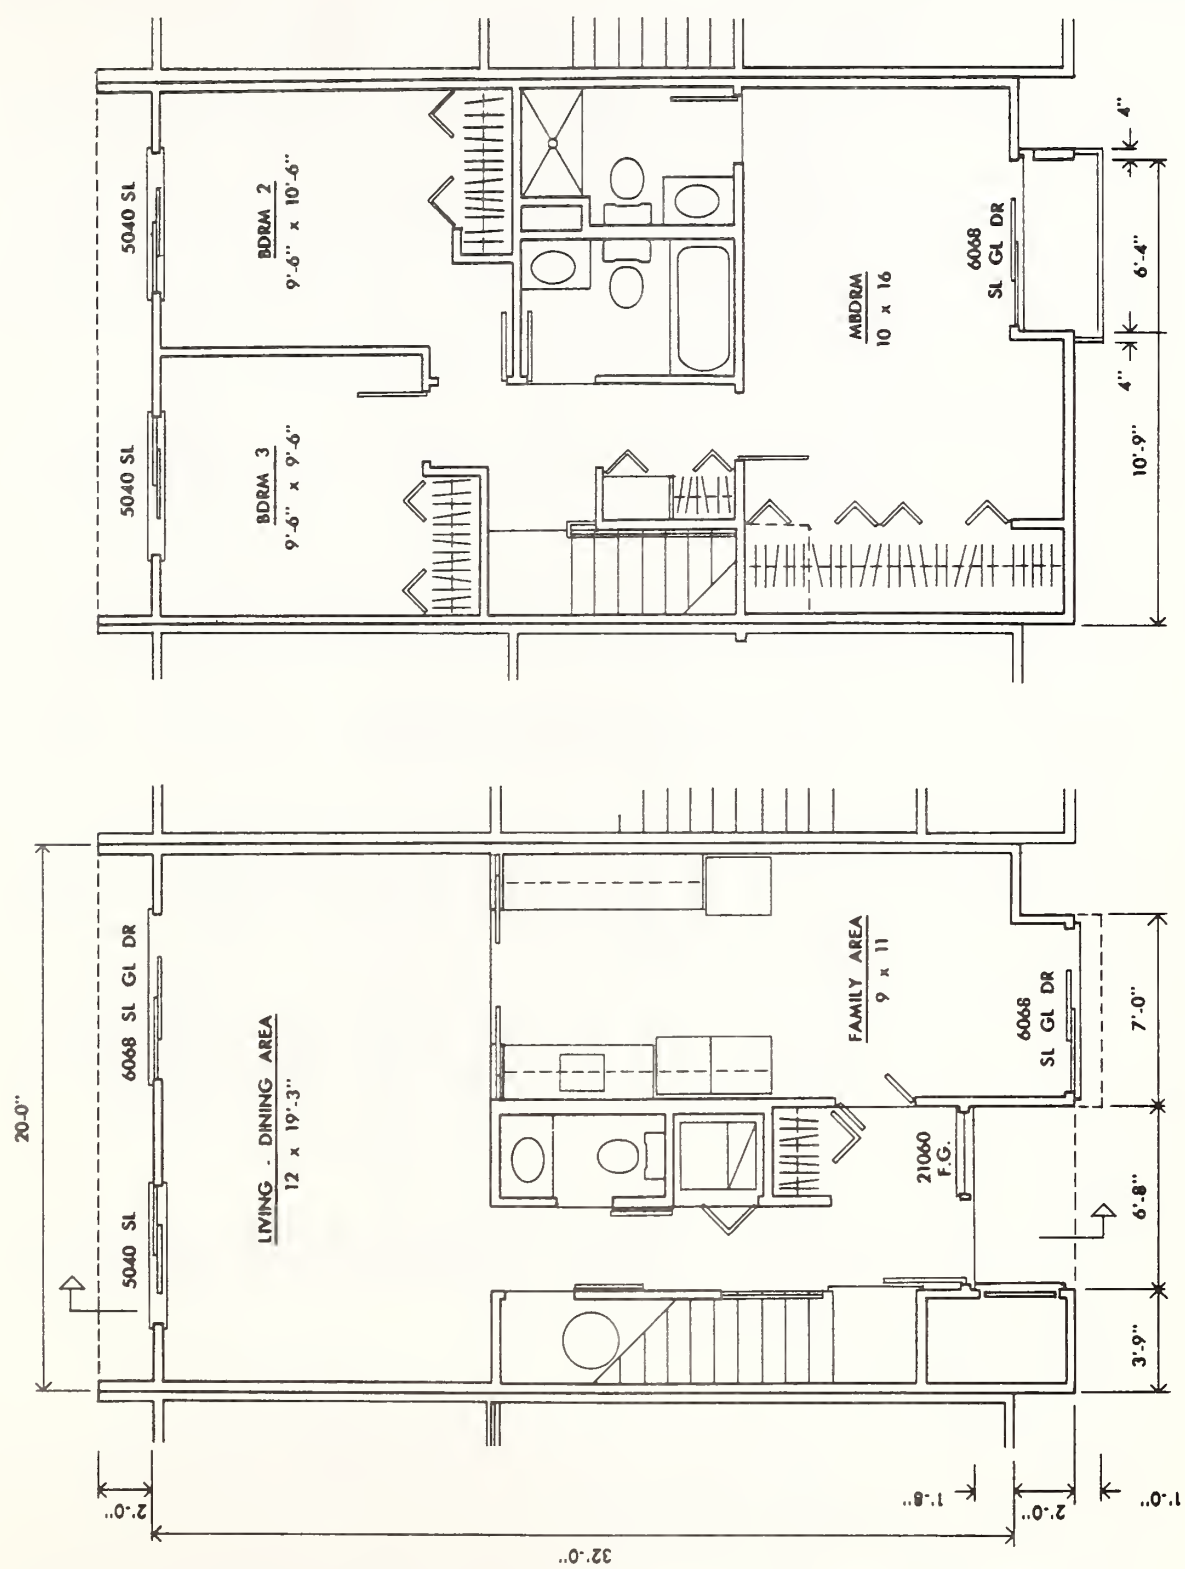 5040 SL
5040 SL
BDRM 2
9'-6" x 10'-6"
BDRM 3
9'-6" x 9'-6"
MBDRM
10 x 16
6068
SL GL DR
4"
6'-4"
4"
10'-9"
20-0"
6068 SL GL DR
5040 SL
LIVING - DINING AREA
12 x 19'-3"
FAMILY AREA
9 x 11
6068
SL GL DR
21060
F.G.
7'-0"
6'-8"
3'-9"
2'-0"
32'-0"
1'-8"
2'-0"
1'-0"